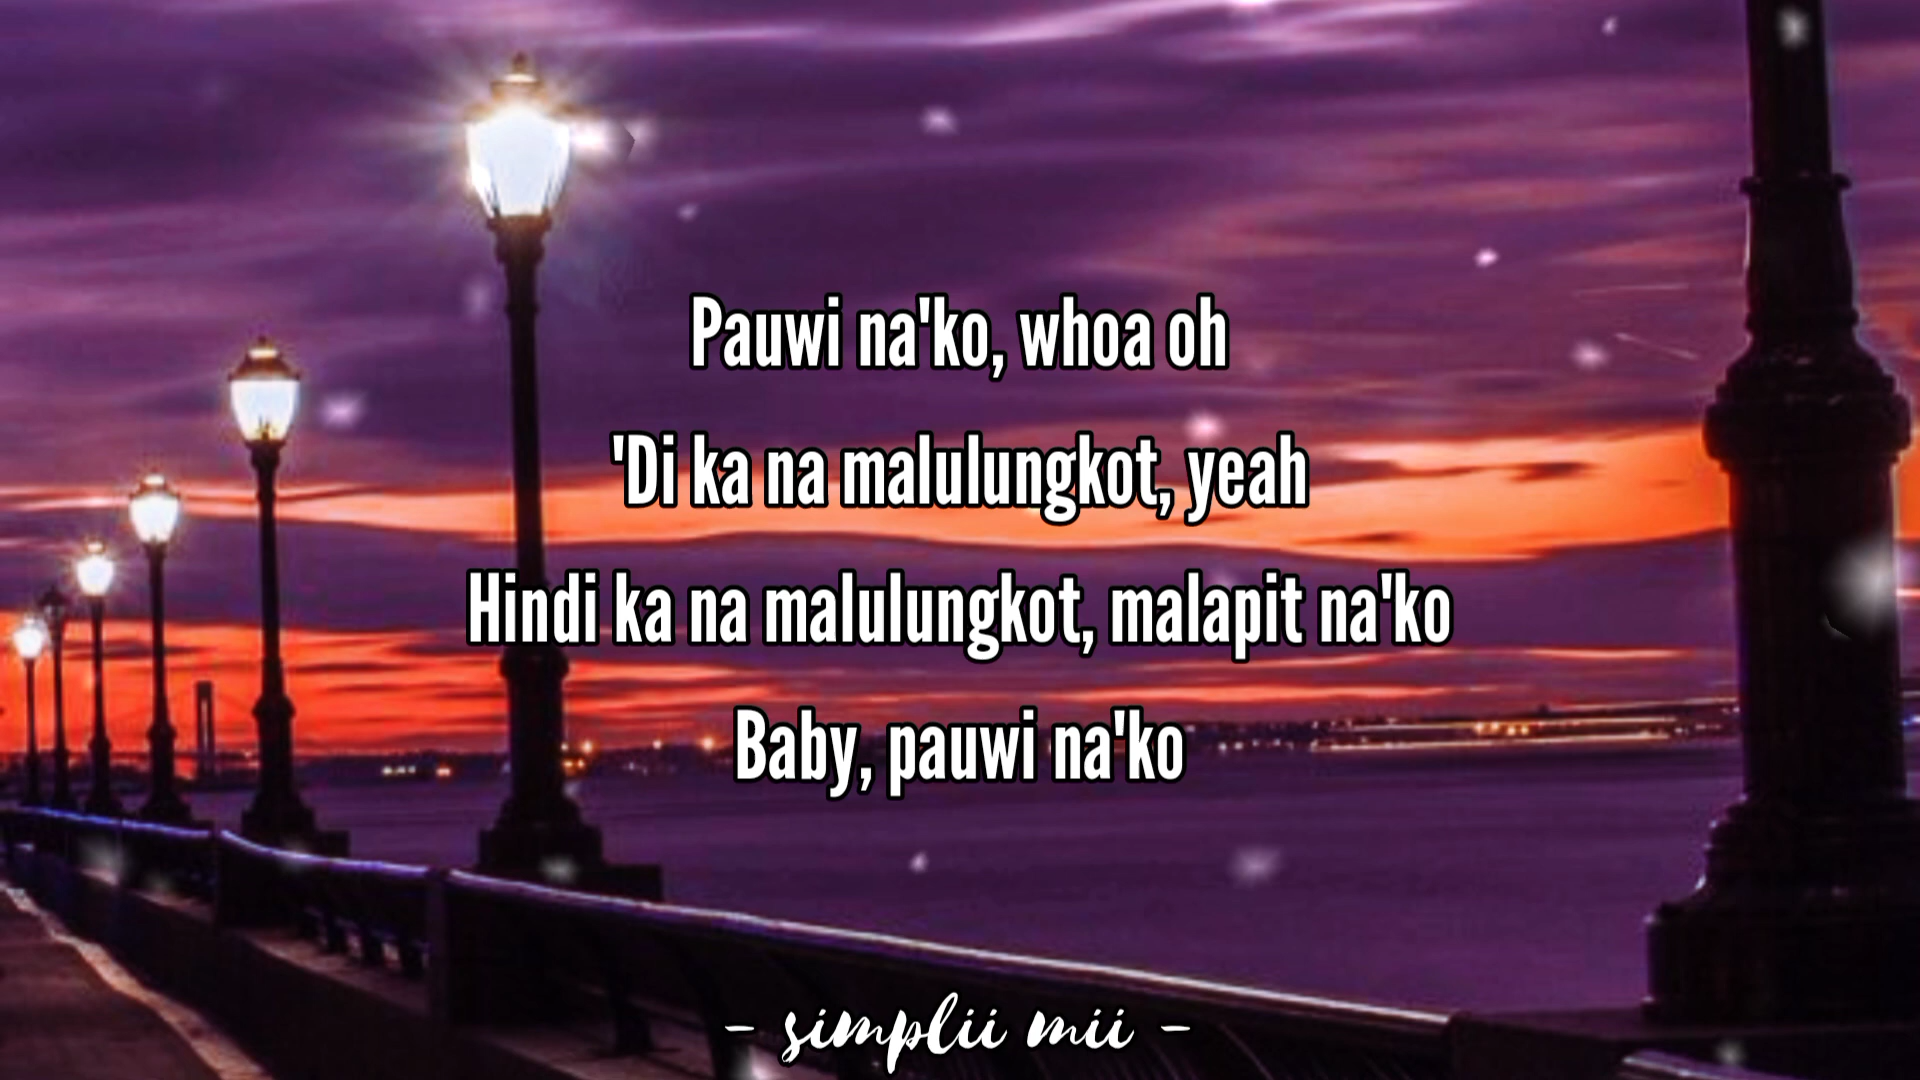 Pauwi na'ko, whoa oh
'Di ka na malulungkot, yeah
Hindi ka na malulungkot, malapit na'ko
Baby, pauwi na'ko
- simplii mii -